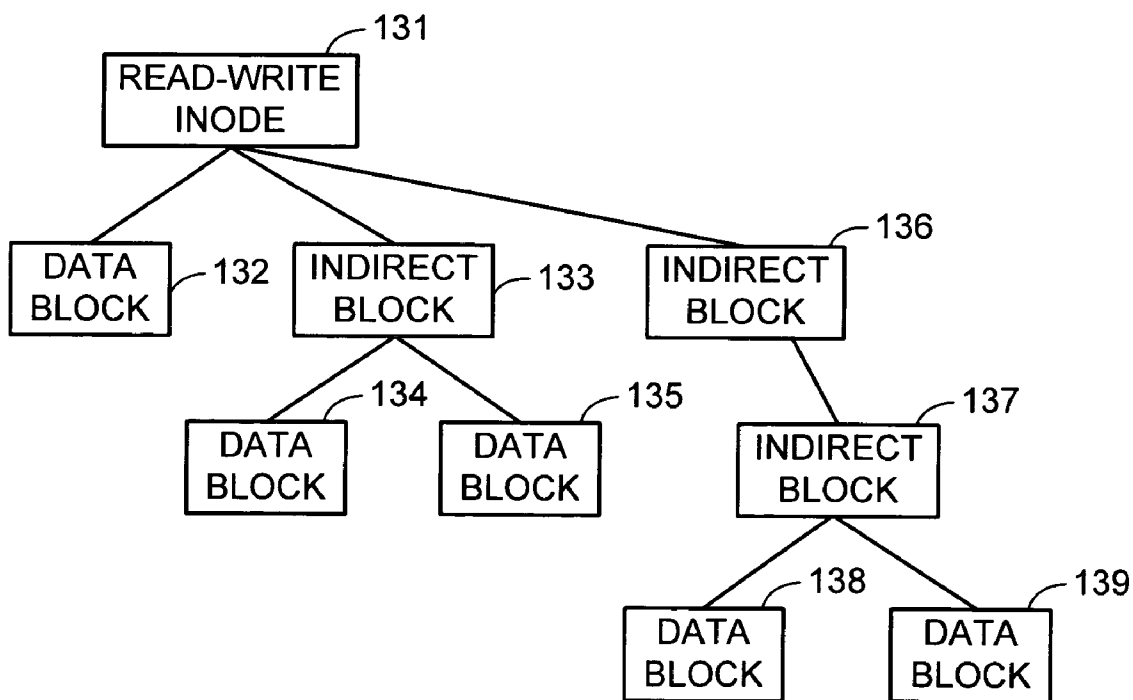 131
READ-WRITE
INODE
136
DATA
BLOCK
132
INDIRECT
BLOCK
133
INDIRECT
BLOCK
134
135
137
DATA
BLOCK
DATA
BLOCK
INDIRECT
BLOCK
138
139
DATA
BLOCK
DATA
BLOCK